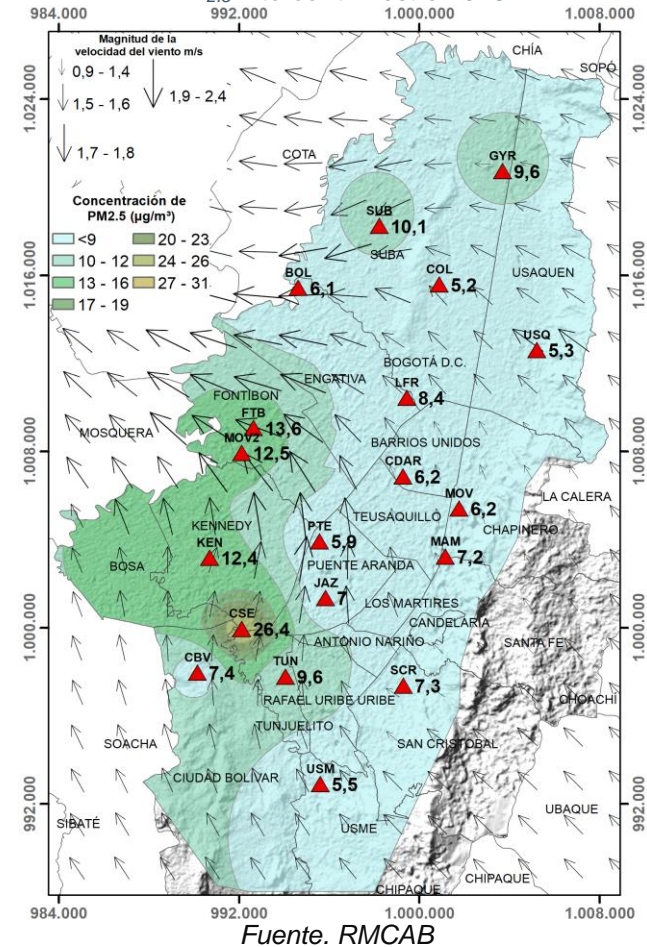 992.000
1.000.000
1.008.000
Magnitud de la
velocidad del viento m/s
0,9 - 1,4
1,5 - 1,6
1,9 - 2,4
1,7 - 1,8
Concentración de
PM2.5 (µg/m³)
<9
20 - 23
10 - 12
24 - 26
13 - 16
27 - 31
17 - 19
CHÍA
SOPÓ
1.024.000
1.024.000
COTA
GYR
9,6
SUB
10,1
SUBA
BOL
6,1
COL
5,2
USAQUEN
1.016.000
1.016.000
USQ
5,3
BOGOTÁ D.C.
ENGATIVA
LFR
8,4
FONTIBON
FTB
13,6
MOSQUERA
MOV2
12,5
BARRIOS UNIDOS
1.008.000
1.008.000
CDAR
6,2
LA CALERA
MOV
6,2
TEUSAQUILLO
CHAPINERO
KENNEDY
KEN
12,4
PTE
5,9
MAM
7,2
BOSA
PUENTE ARANDA
JAZ
7
LOS MARTIRES
CANDELARIA
CSE
26,4
ANTONIO NARIÑO
SANTA FE
1.000.000
1.000.000
CBV
7,4
TUN
9,6
SCR
7,3
RAFAEL URIBE URIBE
CHOACHÍ
TUNJUELITO
SOACHA
SAN CRISTOBAL
CIUDAD BOLÍVAR
USM
5,5
UBAQUE
992.000
992.000
SIBATÉ
USME
CHIPAQUE
CHIPAQUE
984.000
992.000
1.000.000
1.008.000
Fuente. RMCAB